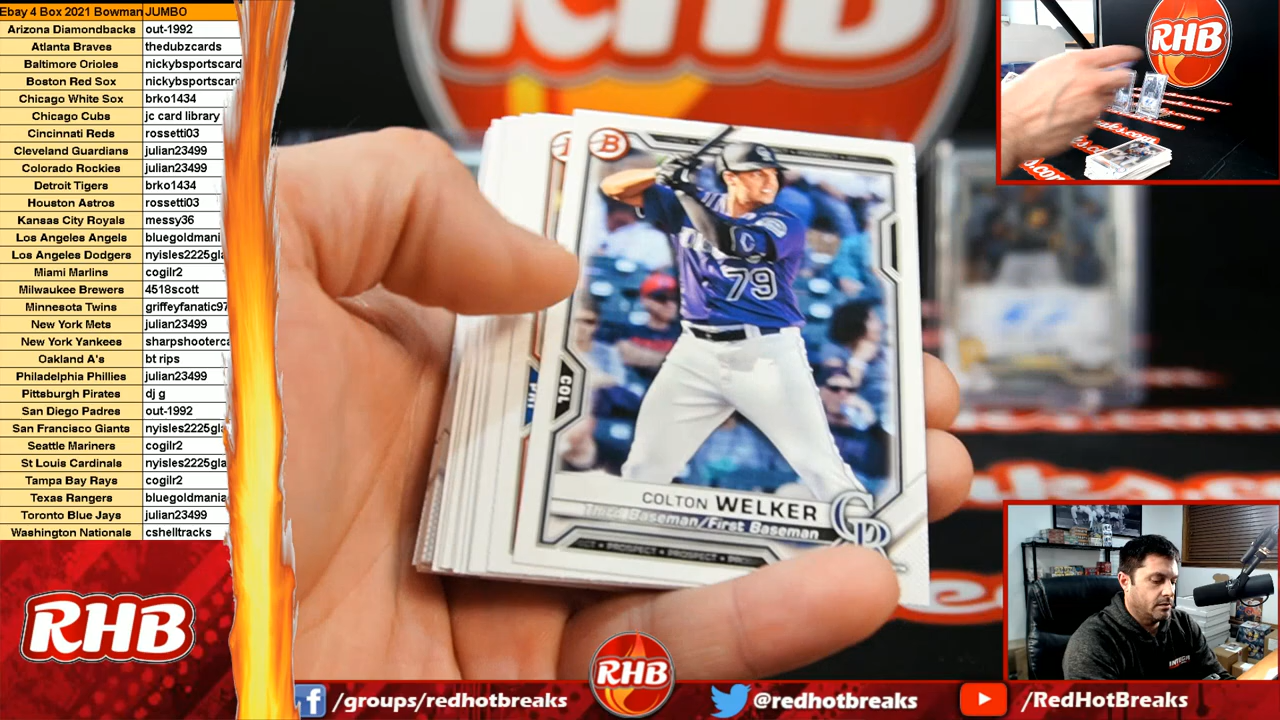 Ebay 4 Box 2021 Bowman JUMBO
Arizona Diamondbacks out-1992
Atlanta Braves thedubzcards
Baltimore Orioles nickybsportscard
Boston Red Sox nickybsportscard
Chicago White Sox brko1434
Chicago Cubs jc card library
Cincinnati Reds rossetti03
Cleveland Guardians julian23499
Colorado Rockies julian23499
Detroit Tigers brko1434
Houston Astros rossetti03
Kansas City Royals messy36
Los Angeles Angels bluegoldmani
Los Angeles Dodgers nyisles2225gla
Miami Marlins cogilr2
Milwaukee Brewers 4518scott
Minnesota Twins griffeyfanatic97
New York Mets julian23499
New York Yankees sharpshooterca
Oakland A's bt rips
Philadelphia Phillies julian23499
Pittsburgh Pirates dj g
San Diego Padres out-1992
San Francisco Giants nyisles2225gla
Seattle Mariners cogilr2
St Louis Cardinals nyisles2225gla
Tampa Bay Rays cogilr2
Texas Rangers bluegoldmania
Toronto Blue Jays julian23499
Washington Nationals cshelltracks
RHB
RHB
B
79
COL
PHI
COLTON WELKER
Third Baseman/First Baseman
PROSPECT • PROSPECT
CR
RHB
RHB
/groups/redhotbreaks
@redhotbreaks
/RedHotBreaks